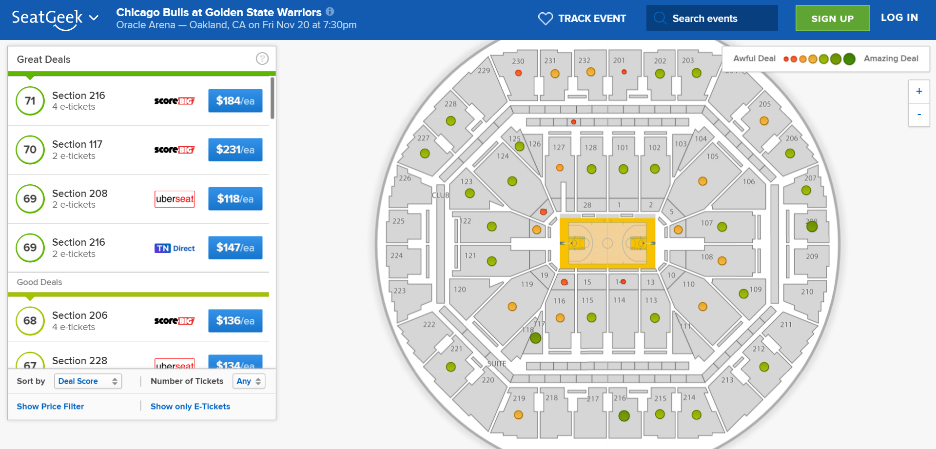 SeatGeek
Chicago Bulls at Golden State Warriors
Oracle Arena — Oakland, CA on Fri Nov 20 at 7:30pm
TRACK EVENT
Search events
SIGN UP
LOG IN
Great Deals
?
71 Section 216
4 e-tickets
scoreBIG
$184/ea
70 Section 117
2 e-tickets
scoreBIG
$231/ea
69 Section 208
2 e-tickets
uberseat
$118/ea
69 Section 216
2 e-tickets
TN Direct
$147/ea
Good Deals
68 Section 206
4 e-tickets
scoreBIG
$136/ea
67 Section 228
uberseat
$134/ea
Sort by Deal Score
Number of Tickets Any
Show Price Filter
Show only E-Tickets
Awful Deal
Amazing Deal
+
-
230 231 232 201 202 203
229
228 205
227 206
226 207
225 208
224 209
223 210
222 211
221 212
220 213
219 218 217 216 215 214
CLUB
SUITE
125 126 127 128 101 102 103 104
124 105
123 106
122 107
121 108
120 109
119 110
118 117 116 115 114 113 111
28 1 2 5
19 15 14 13 10